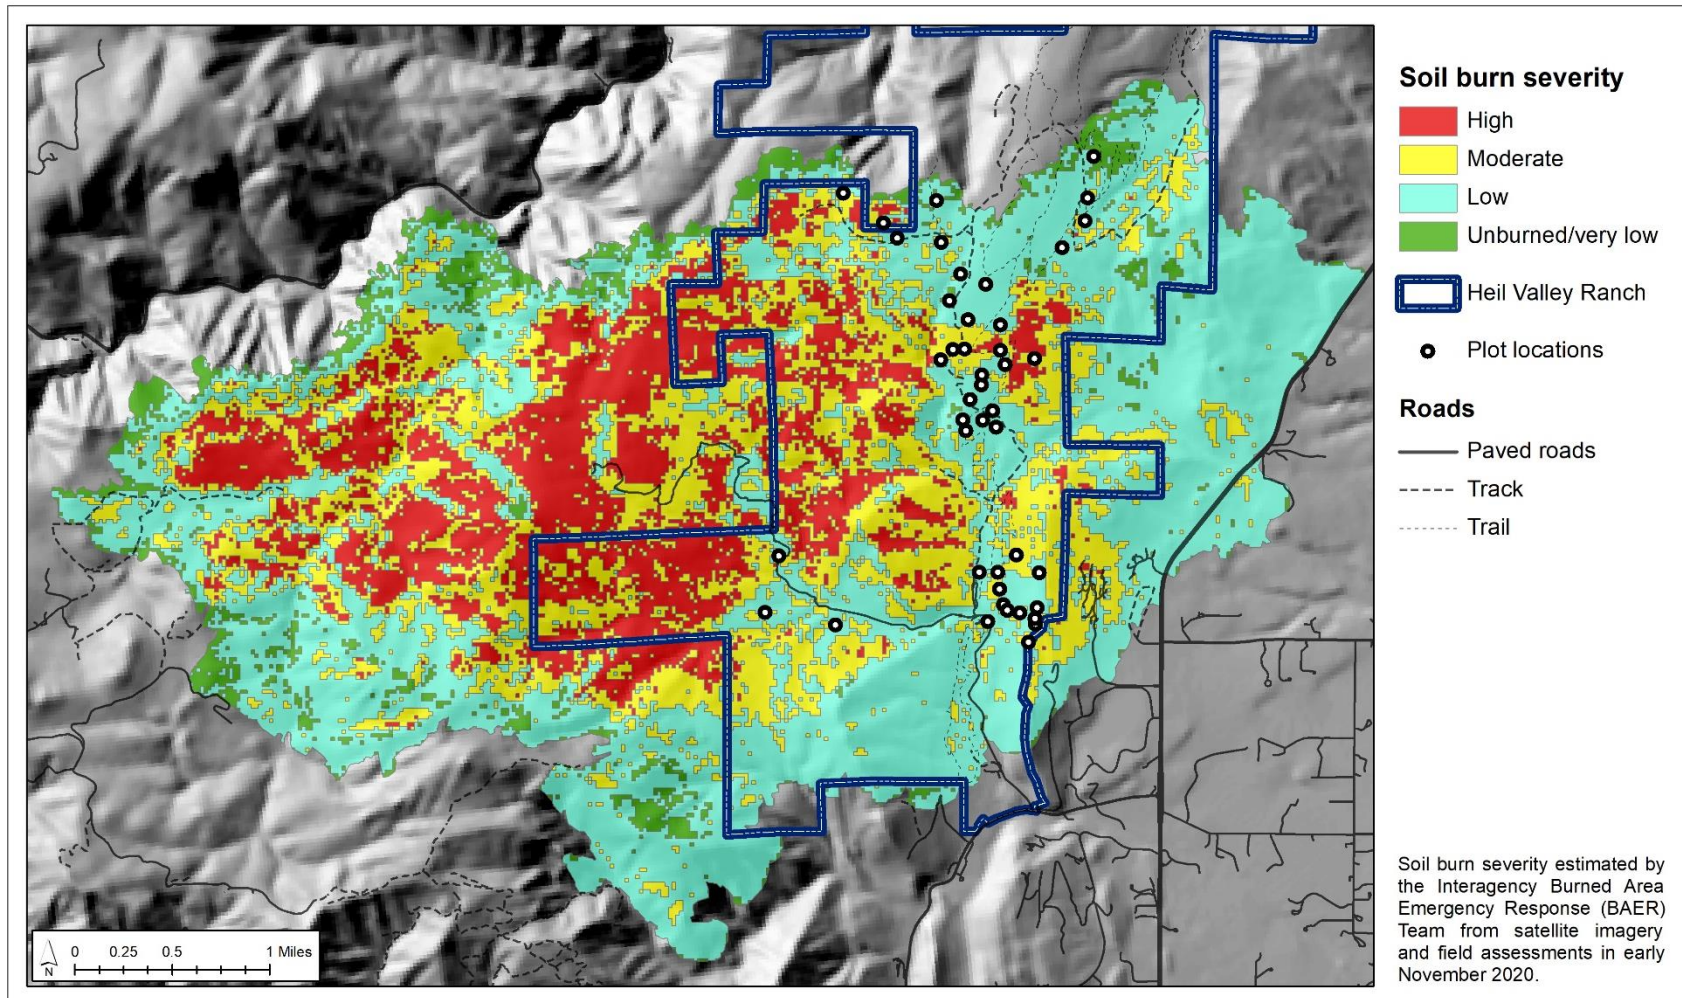 Soil burn severity
High
Moderate
Low
Unburned/very low
Heil Valley Ranch
Plot locations
Roads
Paved roads
Track
Trail
Soil burn severity estimated by
the Interagency Burned Area
Emergency Response (BAER)
Team from satellite imagery
and field assessments in early
November 2020.
N
0 0.25 0.5 1 Miles